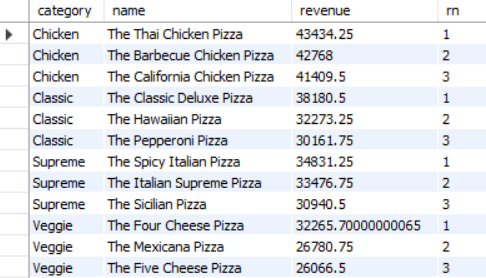 category name revenue rn
Chicken The Thai Chicken Pizza 43434.25 1
Chicken The Barbecue Chicken Pizza 42768 2
Chicken The California Chicken Pizza 41409.5 3
Classic The Classic Deluxe Pizza 38180.5 1
Classic The Hawaiian Pizza 32273.25 2
Classic The Pepperoni Pizza 30161.75 3
Supreme The Spicy Italian Pizza 34831.25 1
Supreme The Italian Supreme Pizza 33476.75 2
Supreme The Sicilian Pizza 30940.5 3
Veggie The Four Cheese Pizza 32265.70000000065 1
Veggie The Mexicana Pizza 26780.75 2
Veggie The Five Cheese Pizza 26066.5 3